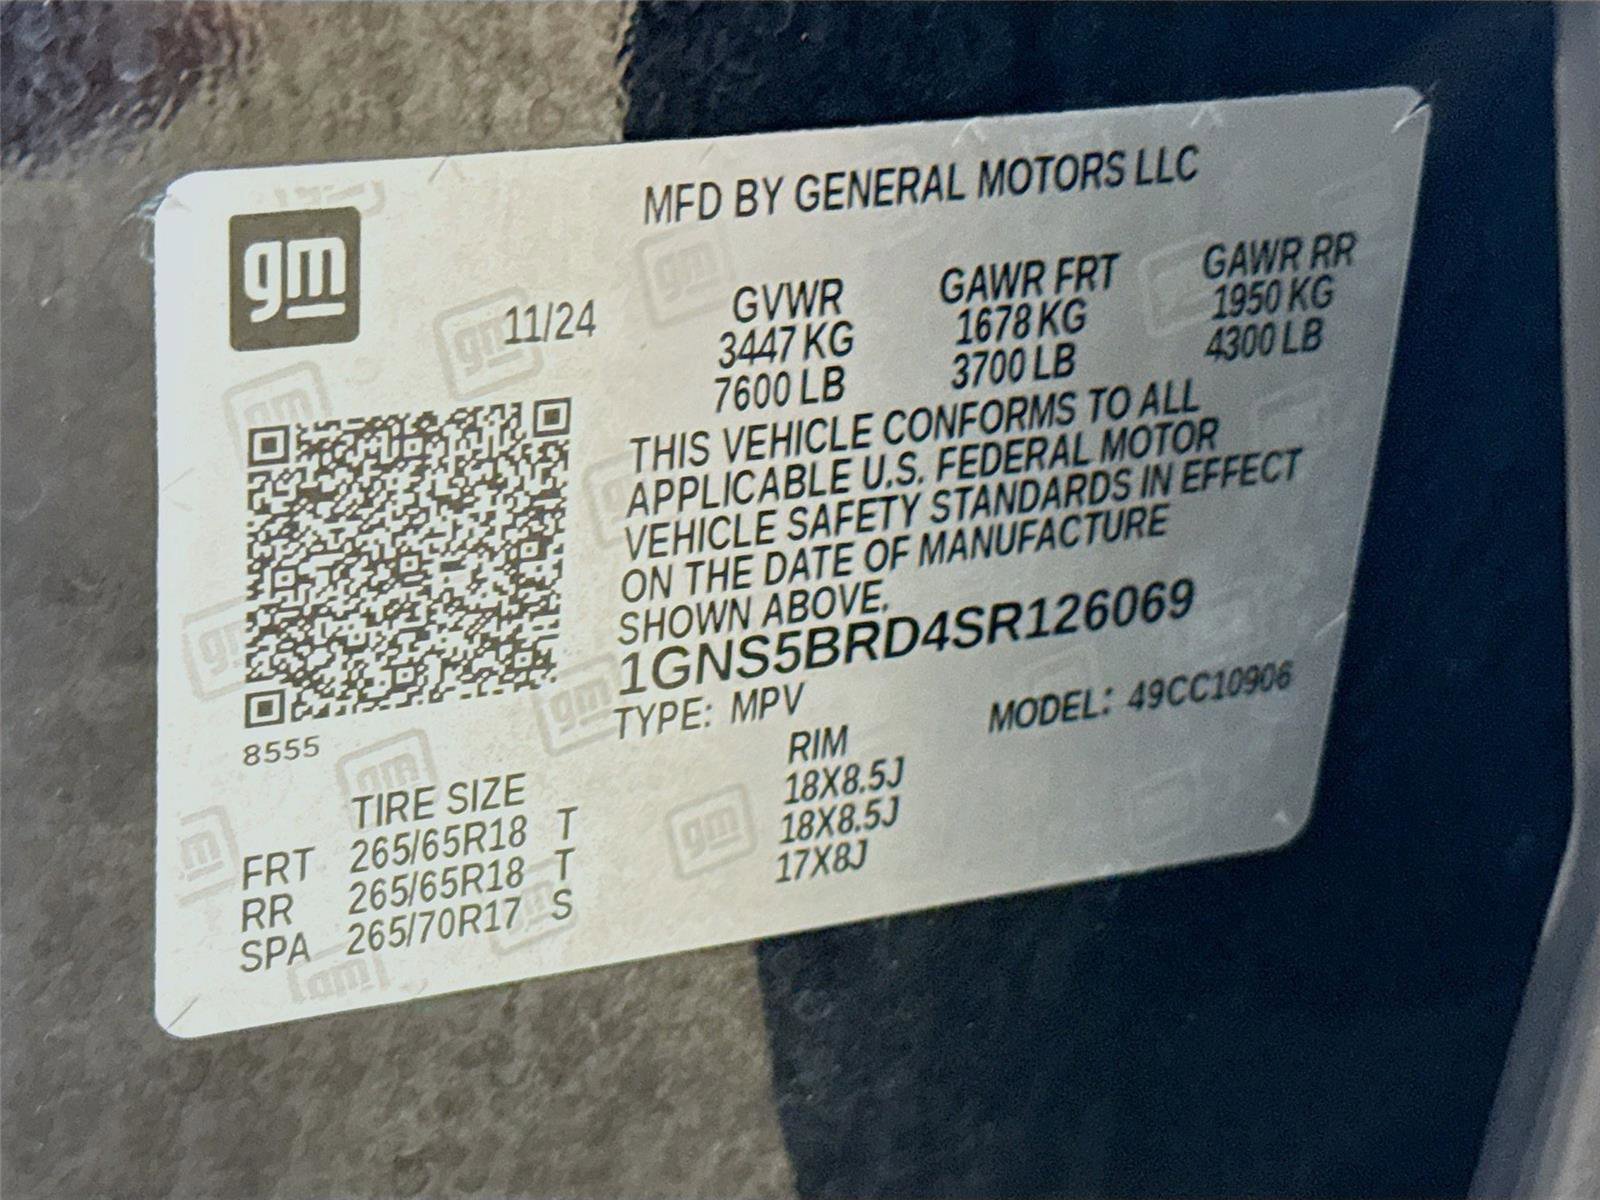 MFD BY GENERAL MOTORS LLC
gm
11/24
GVWR GAWR FRT GAWR RR
3447 KG 1678 KG 1950 KG
7600 LB 3700 LB 4300 LB
THIS VEHICLE CONFORMS TO ALL
APPLICABLE U.S. FEDERAL MOTOR
VEHICLE SAFETY STANDARDS IN EFFECT
ON THE DATE OF MANUFACTURE
SHOWN ABOVE.
1GNS5BRD4SR126069
TYPE: MPV MODEL: 49CC10906
8555
TIRE SIZE RIM
FRT 265/65R18 T 18X8.5J
RR 265/65R18 T 18X8.5J
SPA 265/70R17 S 17X8J